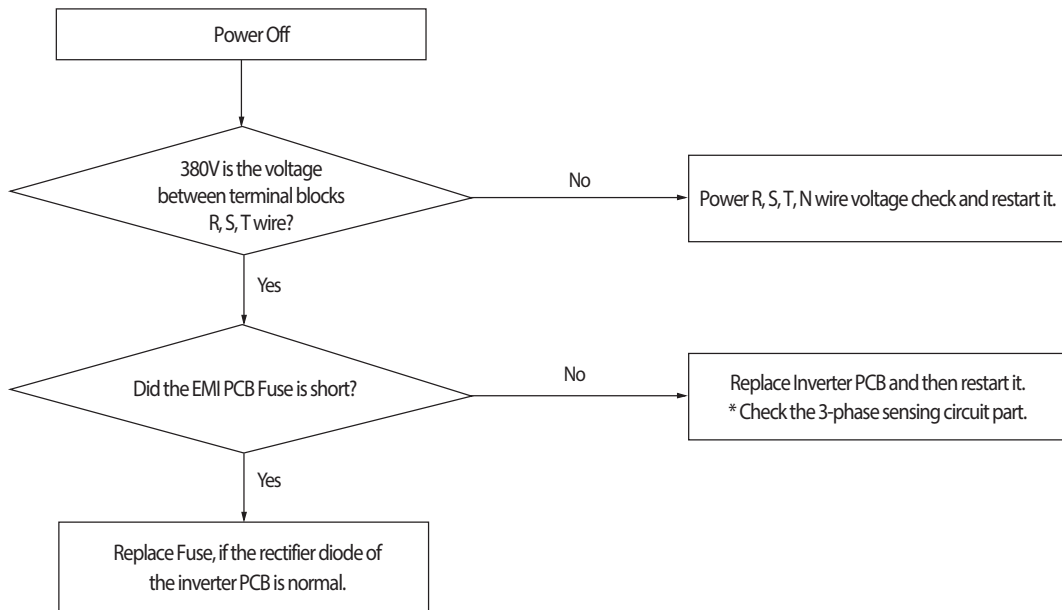 Power Off
380V is the voltage
between terminal blocks
R, S, T wire?
No
Power R, S, T, N wire voltage check and restart it.
Yes
Did the EMI PCB Fuse is short?
No
Replace Inverter PCB and then restart it.
* Check the 3-phase sensing circuit part.
Yes
Replace Fuse, if the rectifier diode of
the inverter PCB is normal.